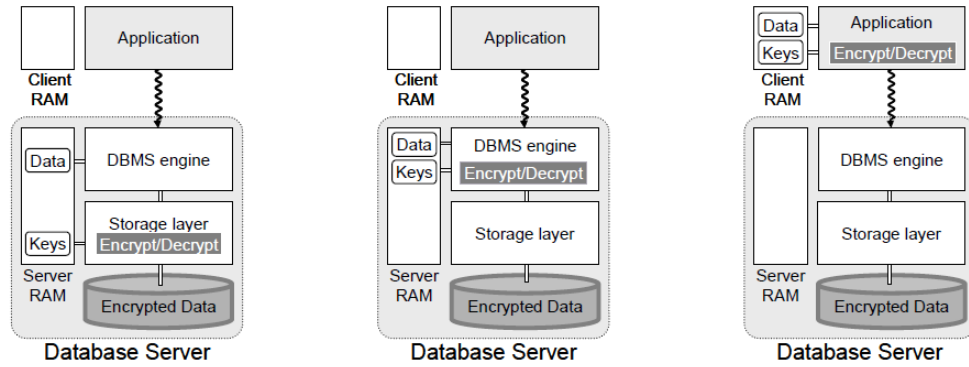 Application
Client
RAM
Data
DBMS engine
Storage layer
Keys
Encrypt/Decrypt
Server
RAM
Encrypted Data
Database Server
Application
Client
RAM
Data
DBMS engine
Keys
Encrypt/Decrypt
Storage layer
Server
RAM
Encrypted Data
Database Server
Data
Application
Keys
Encrypt/Decrypt
Client
RAM
DBMS engine
Storage layer
Server
RAM
Encrypted Data
Database Server